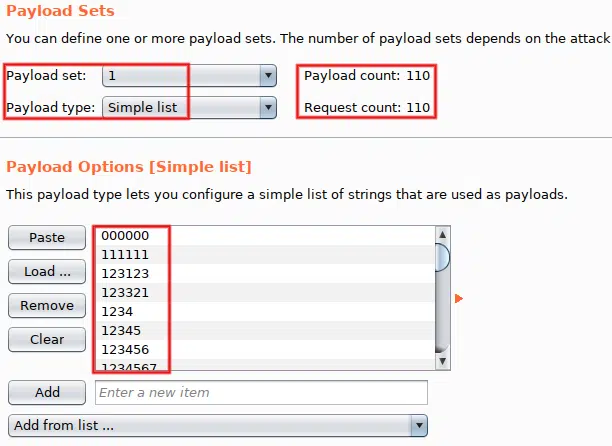 Payload Sets
You can define one or more payload sets. The number of payload sets depends on the attack
Payload set: 1 Payload count: 110
Payload type: Simple list Request count: 110
Payload Options [Simple list]
This payload type lets you configure a simple list of strings that are used as payloads.
Paste 000000
111111
Load ... 123123
123321
Remove 1234
12345
Clear 123456
1234567
Add Enter a new item
Add from list ...